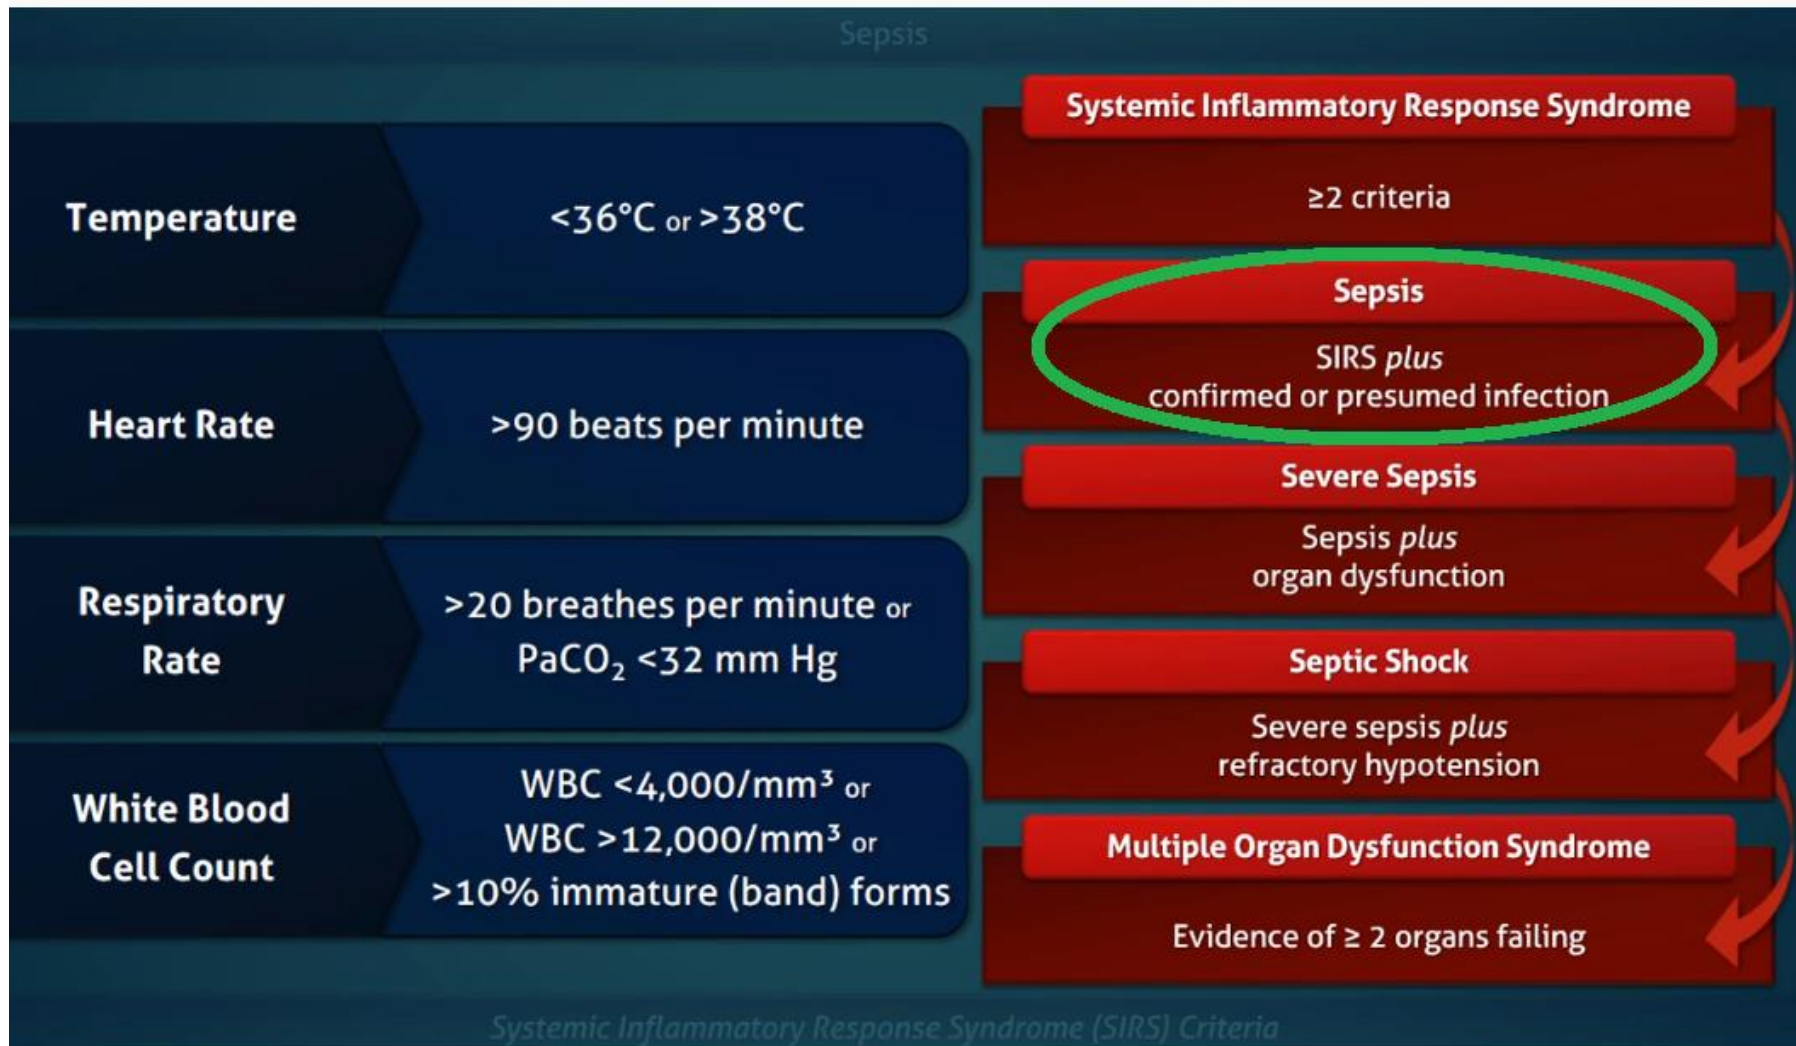 Sepsis
Temperature
<36°C or >38°C
Heart Rate
>90 beats per minute
Respiratory
Rate
>20 breathes per minute or
PaCO₂ <32 mm Hg
White Blood
Cell Count
WBC <4,000/mm³ or
WBC >12,000/mm³ or
>10% immature (band) forms
Systemic Inflammatory Response Syndrome
≥2 criteria
Sepsis
SIRS plus
confirmed or presumed infection
Severe Sepsis
Sepsis plus
organ dysfunction
Septic Shock
Severe sepsis plus
refractory hypotension
Multiple Organ Dysfunction Syndrome
Evidence of ≥ 2 organs failing
Systemic Inflammatory Response Syndrome (SIRS) Criteria